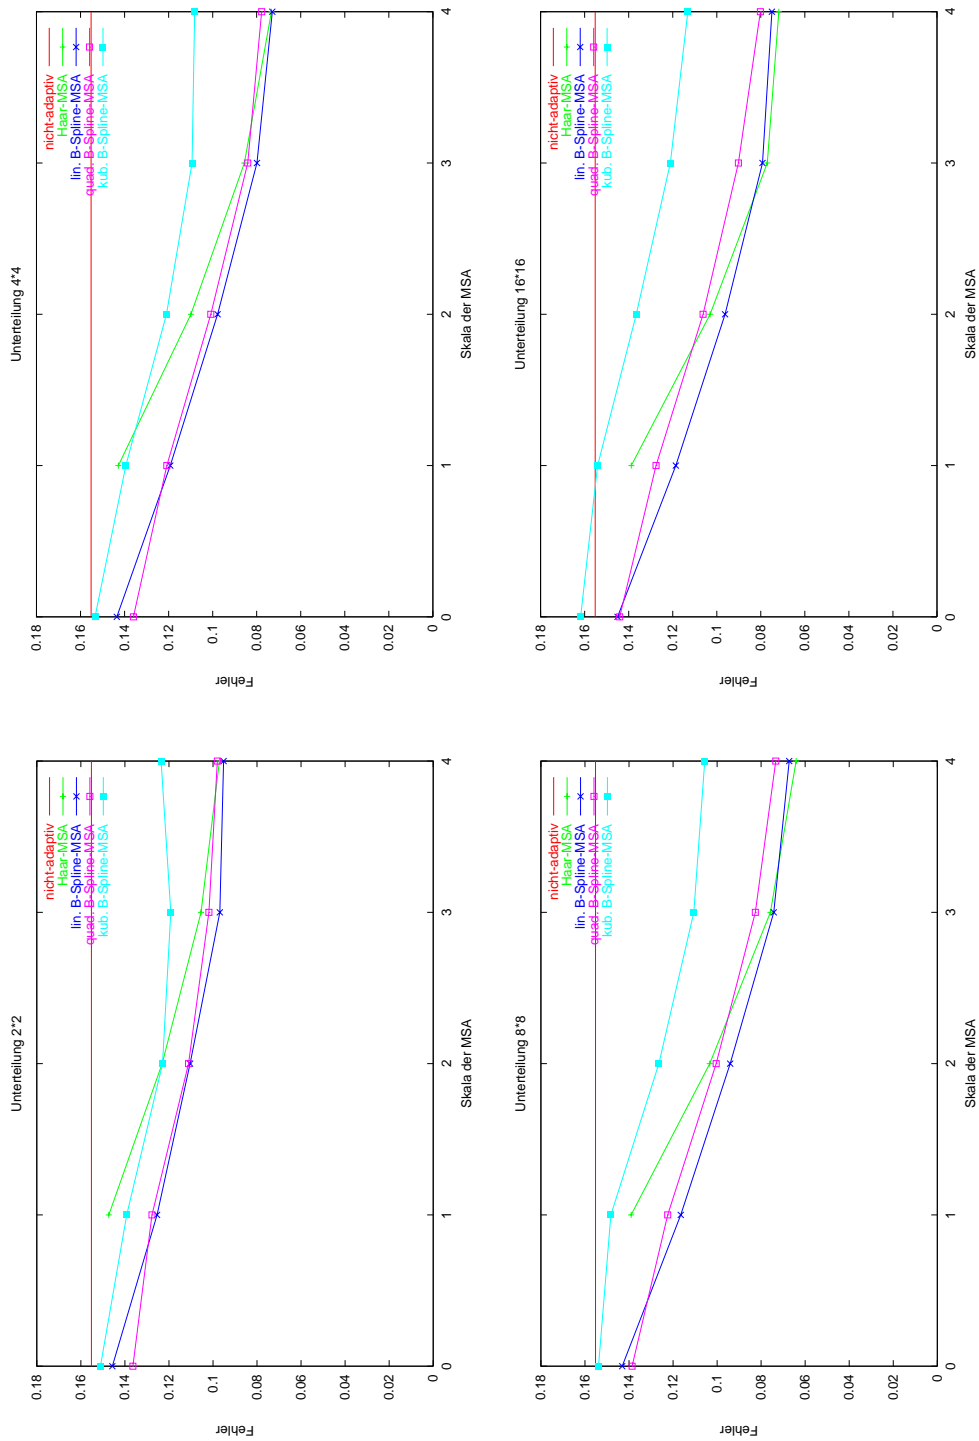 Unterteilung 2*2
nicht-adaptiv
Haar-MSA
lin. B-Spline-MSA
quad. B-Spline-MSA
kub. B-Spline-MSA
0.18
0.16
0.14
0.12
0.1
0.08
0.06
0.04
0.02
0
Fehler
0 1 2 3 4
Skala der MSA
Unterteilung 4*4
nicht-adaptiv
Haar-MSA
lin. B-Spline-MSA
quad. B-Spline-MSA
kub. B-Spline-MSA
0.18
0.16
0.14
0.12
0.1
0.08
0.06
0.04
0.02
0
Fehler
0 1 2 3 4
Skala der MSA
Unterteilung 8*8
nicht-adaptiv
Haar-MSA
lin. B-Spline-MSA
quad. B-Spline-MSA
kub. B-Spline-MSA
0.18
0.16
0.14
0.12
0.1
0.08
0.06
0.04
0.02
0
Fehler
0 1 2 3 4
Skala der MSA
Unterteilung 16*16
nicht-adaptiv
Haar-MSA
lin. B-Spline-MSA
quad. B-Spline-MSA
kub. B-Spline-MSA
0.18
0.16
0.14
0.12
0.1
0.08
0.06
0.04
0.02
0
Fehler
0 1 2 3 4
Skala der MSA